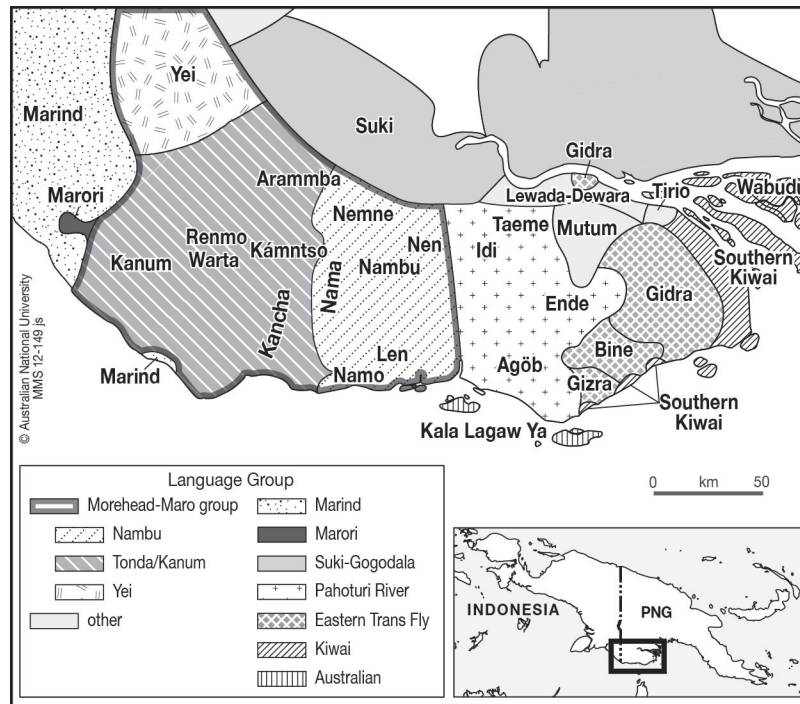 Yei
Marind
Suki
Gidra
Marori
Arammba
Lewada-Dewara
Tirio
Wabudi
Nemne
Taeme
Mutum
Renmo
Warta
Kámntso
Nen
Idi
Kanum
Nambu
Southern
Kiwai
Nama
Gidra
Kancha
Ende
Len
Bine
Marind
Namo
Agöb
Gizra
Southern
Kiwai
Kala Lagaw Ya
© Australian National University
MMS 12-149 js
Language Group
Morehead-Maro group
Nambu
Tonda/Kanum
Yei
other
Marind
Marori
Suki-Gogodala
Pahoturi River
Eastern Trans Fly
Kiwai
Australian
0 km 50
INDONESIA
PNG